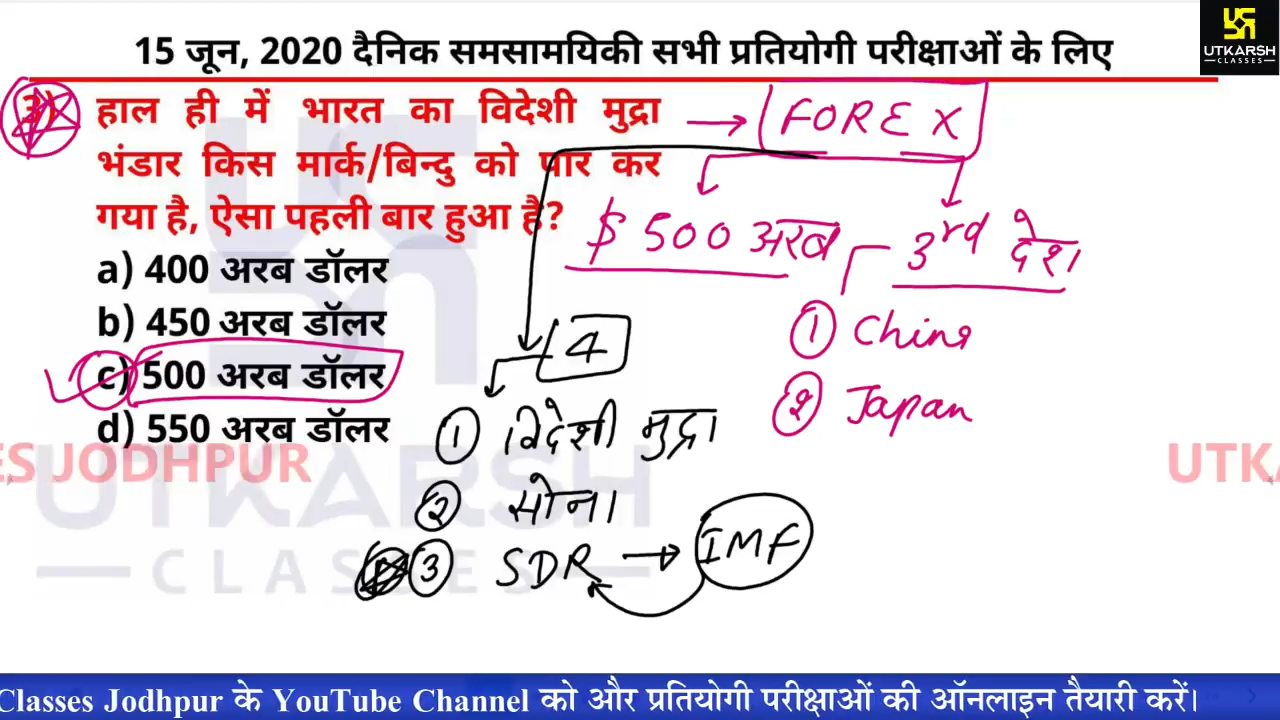 15 जून, 2020 दैनिक समसामयिकी सभी प्रतियोगी परीक्षाओं के लिए
UTKARSH
CLASSES
हाल ही में भारत का विदेशी मुद्रा
भंडार किस मार्क/बिन्दु को पार कर
गया है, ऐसा पहली बार हुआ है?
a) 400 अरब डॉलर
b) 450 अरब डॉलर
c) 500 अरब डॉलर
d) 550 अरब डॉलर
→ FOREX
$ 500 अरब
3rd देश
① China
② Japan
4
① विदेशी मुद्रा
② सोना
③ SDR → IMF
ES JODHPUR
UTKA
UTKARSH
CLASSES
Classes Jodhpur के YouTube Channel को और प्रतियोगी परीक्षाओं की ऑनलाइन तैयारी करें।